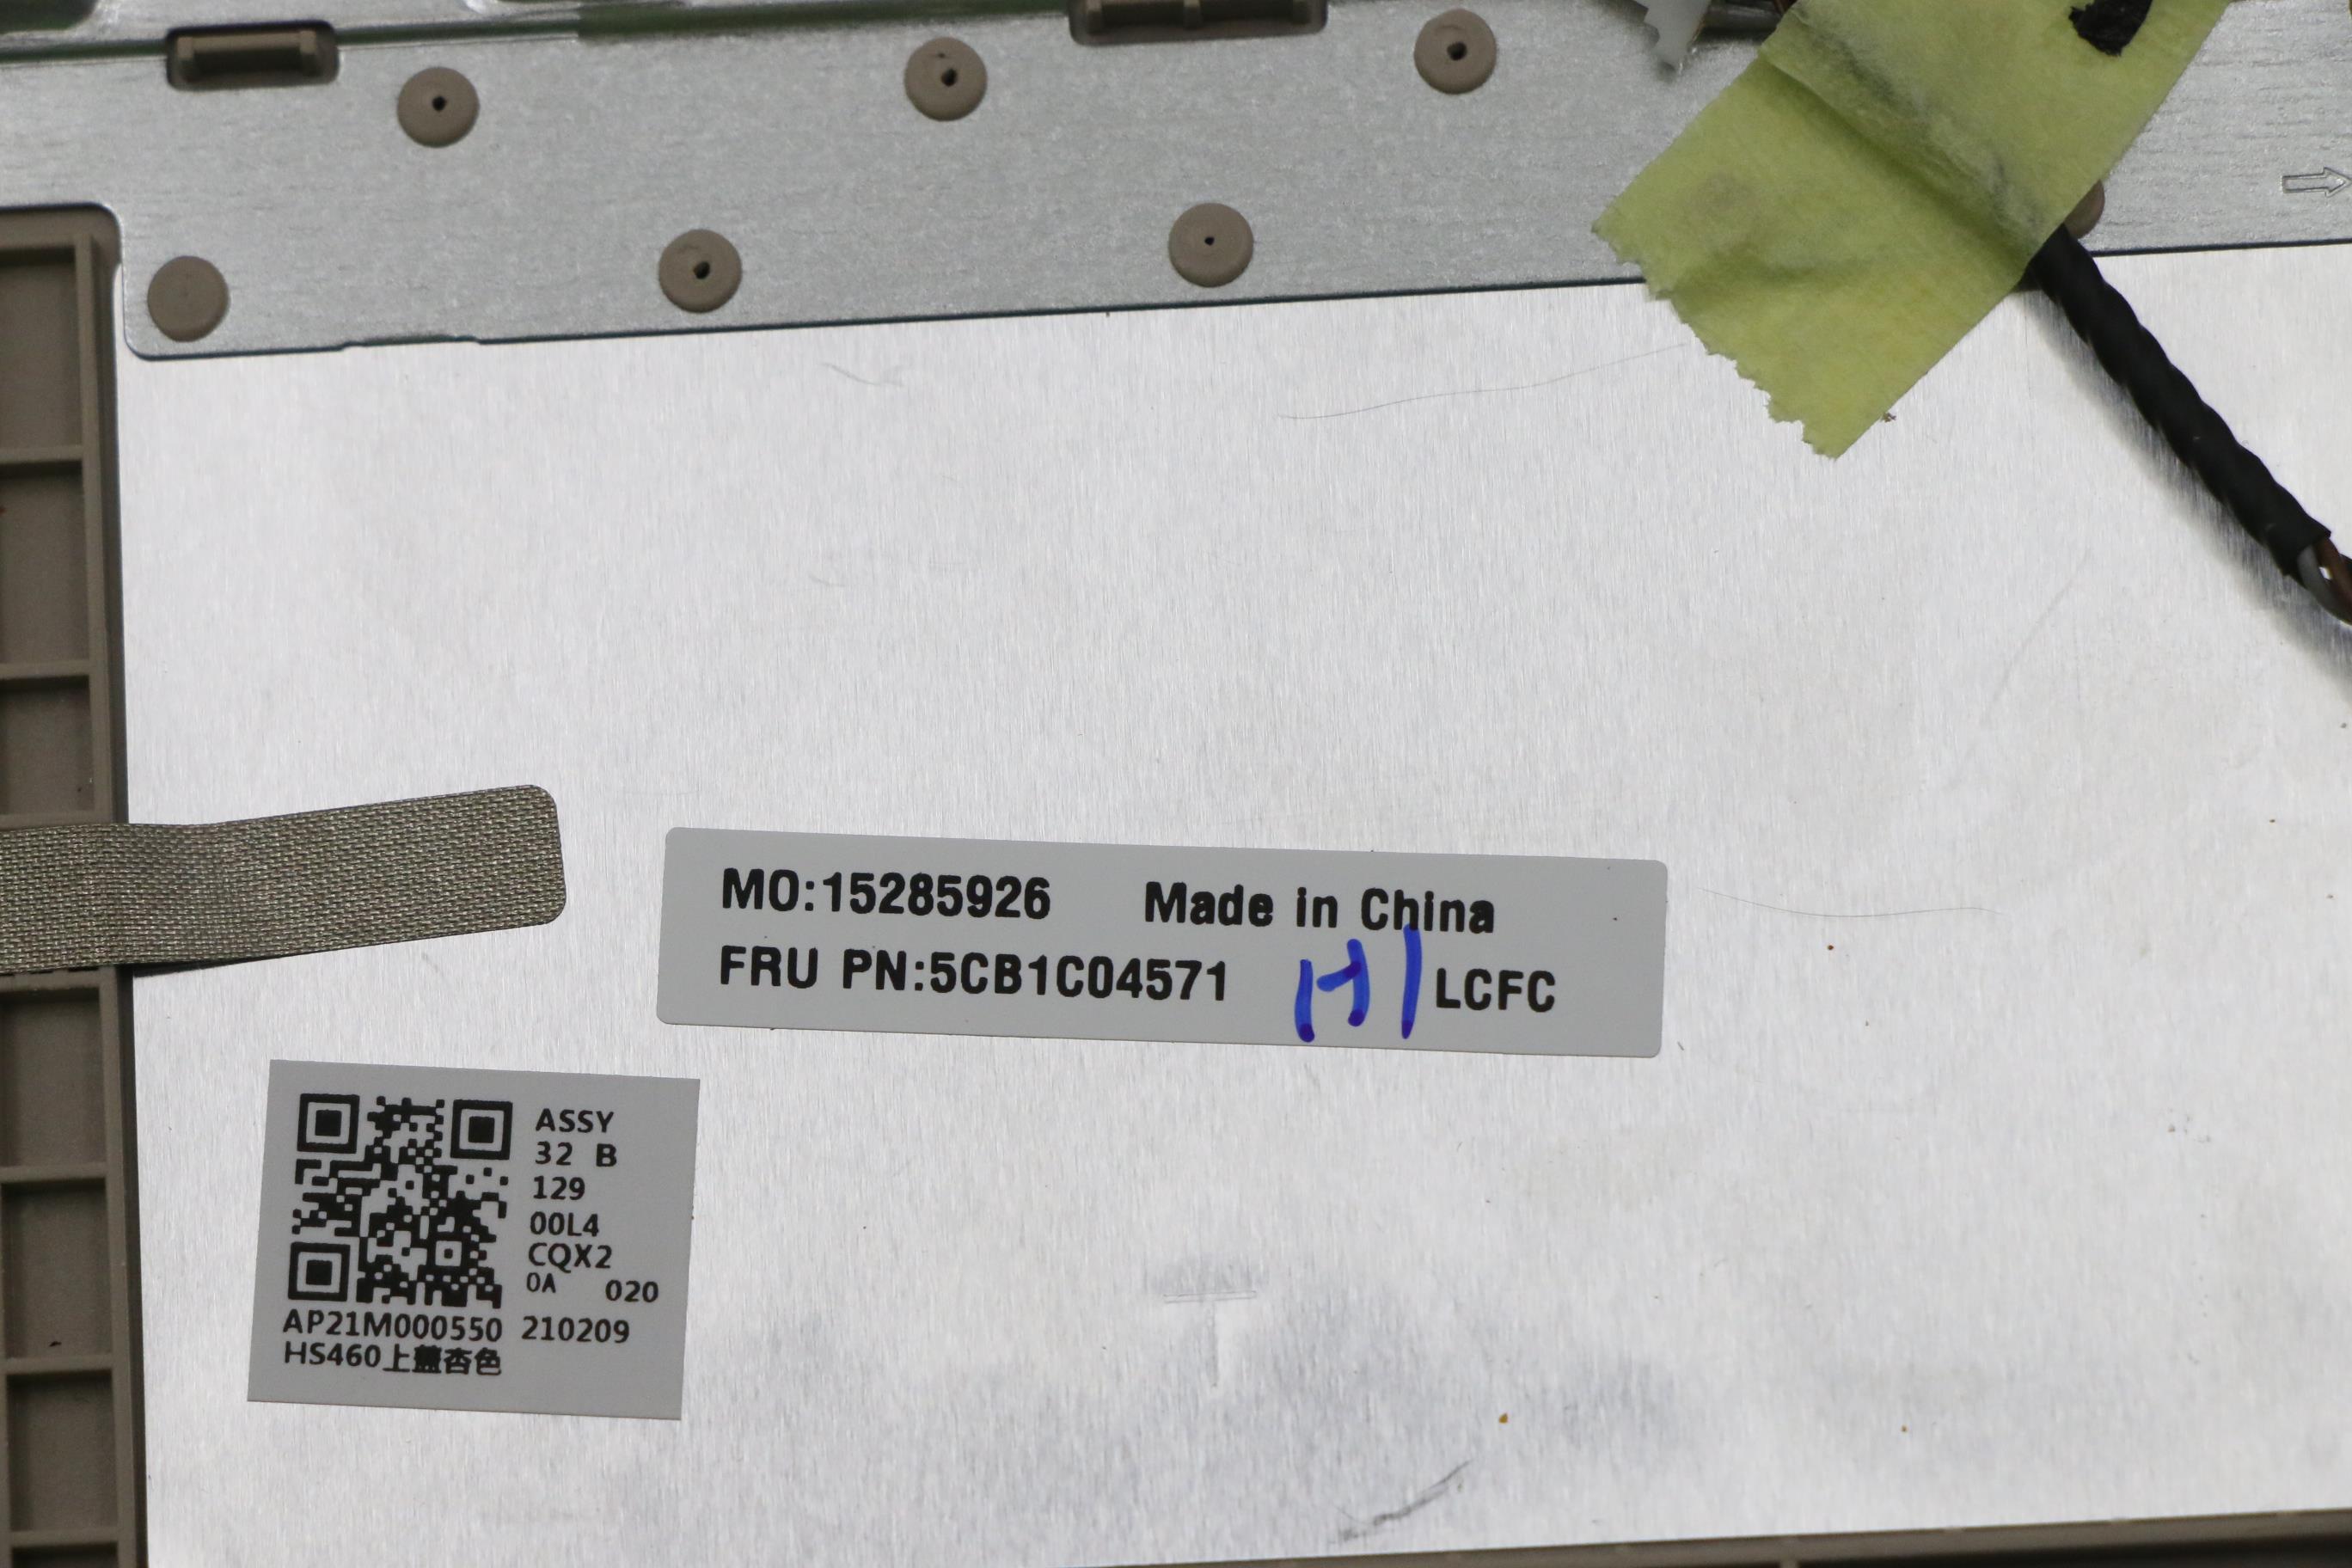 MO:15285926 Made in China
FRU PN:5CB1C04571 H1 LCFC
ASSY
32 B
129
00L4
CQX2
0A 020
AP21M000550 210209
HS460上蓋杏色